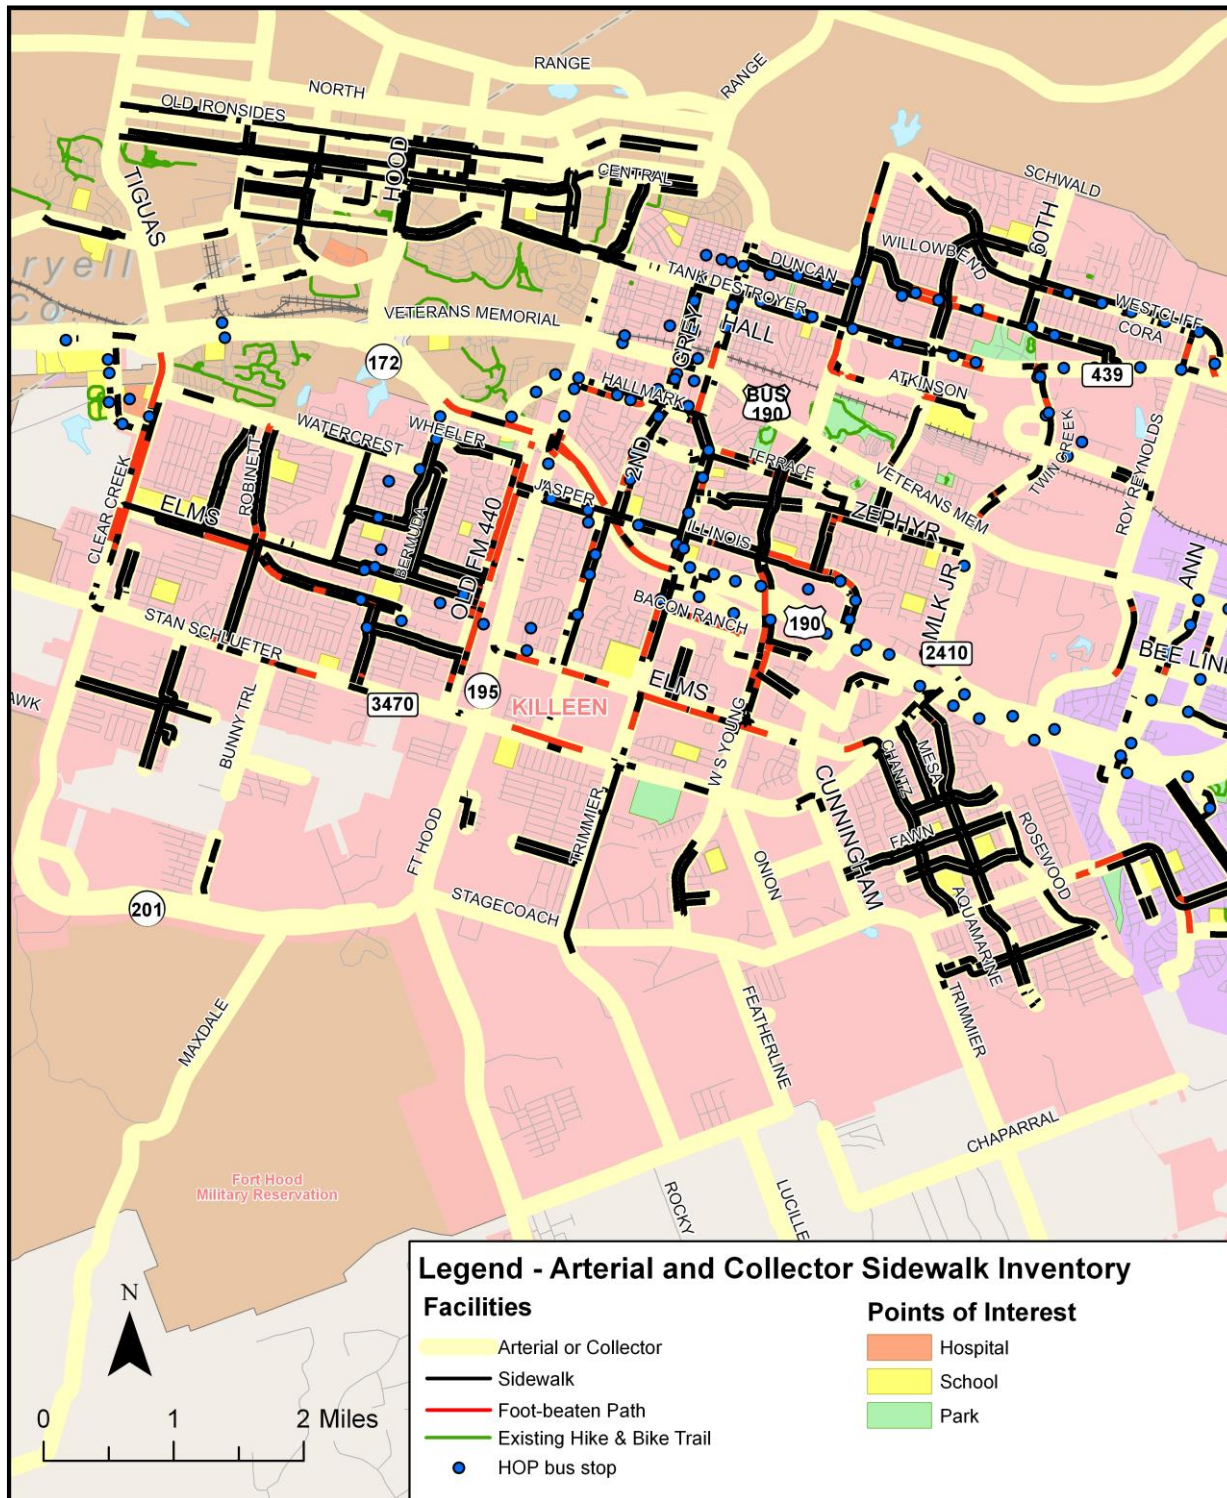 RANGE
RANGE
NORTH
OLD IRONSIDES
HOOD
CENTRAL
TIGUAS
SCHWALD
60TH
WILLOWBEND
DUNCAN
TANK DESTROYER
ryell
Co.
WESTCLIFF
CORA
VETERANS MEMORIAL
GREY
HALL
172
439
HALLMARK
ATKINSON
BUS
190
WATERCREST
WHEELER
ROBINETT
2ND
TERRACE
TWIN CREEK
ROY REYNOLDS
CLEAR CREEK
ELMS
JASPER
VETERANS MEM
ZEPHYR
ILLINOIS
BERMUDA
OLD FM 440
ANN
BACON RANCH
190
MLK JR
STAN SCHLUETER
2410
BEE LINE
ELMS
AWK
3470
195
KILLEEN
BUNNY TRL
W S YOUNG
CHANTZ
MESA
CUNNINGHAM
FT HOOD
TRIMMIER
FAWN
ROSEWOOD
ONION
201
STAGECOACH
AQUAMARINE
MAXDALE
FEATHERLINE
TRIMMIER
CHAPARRAL
Fort Hood
Military Reservation
ROCKY
LUCILLE
Legend - Arterial and Collector Sidewalk Inventory
Facilities
Points of Interest
Arterial or Collector
Hospital
Sidewalk
School
Foot-beaten Path
Park
Existing Hike & Bike Trail
HOP bus stop
N
0 1 2 Miles